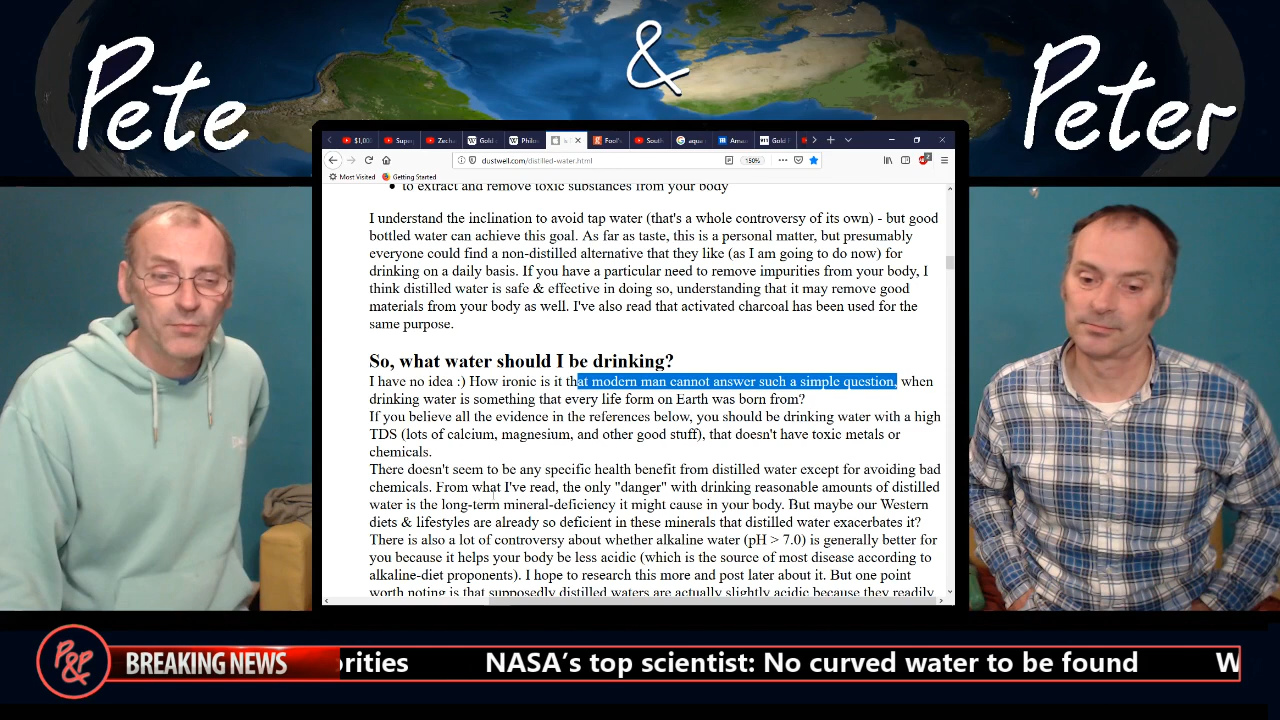 Pete
&
Peter
$1,00
Supe
Zech
Gold
Phil
Fool'
South
aqua
Ama
Gold
dustwell.com/distilled-water.html
150%
Most Visited
Getting Started
to extract and remove toxic substances from your body
I understand the inclination to avoid tap water (that's a whole controversy of its own) - but good
bottled water can achieve this goal. As far as taste, this is a personal matter, but presumably
everyone could find a non-distilled alternative that they like (as I am going to do now) for
drinking on a daily basis. If you have a particular need to remove impurities from your body, I
think distilled water is safe & effective in doing so, understanding that it may remove good
materials from your body as well. I've also read that activated charcoal has been used for the
same purpose.
So, what water should I be drinking?
I have no idea :) How ironic is it that modern man cannot answer such a simple question, when
drinking water is something that every life form on Earth was born from?
If you believe all the evidence in the references below, you should be drinking water with a high
TDS (lots of calcium, magnesium, and other good stuff), that doesn't have toxic metals or
chemicals.
There doesn't seem to be any specific health benefit from distilled water except for avoiding bad
chemicals. From what I've read, the only "danger" with drinking reasonable amounts of distilled
water is the long-term mineral-deficiency it might cause in your body. But maybe our Western
diets & lifestyles are already so deficient in these minerals that distilled water exacerbates it?
There is also a lot of controversy about whether alkaline water (pH > 7.0) is generally better for
you because it helps your body be less acidic (which is the source of most disease according to
alkaline-diet proponents). I hope to research this more and post later about it. But one point
worth noting is that supposedly distilled waters are actually slightly acidic because they readily
P&P
BREAKING NEWS
orities
NASA's top scientist: No curved water to be found
W